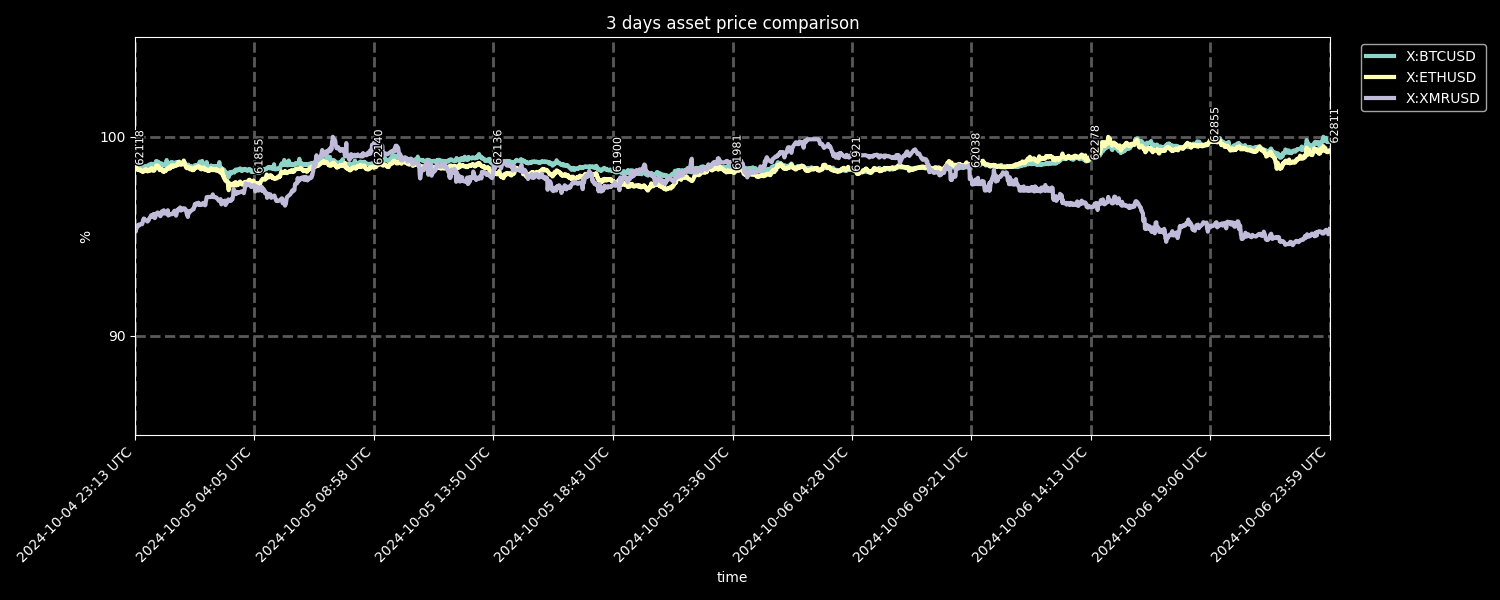 3 days asset price comparison
X:BTCUSD
X:ETHUSD
X:XMRUSD
100
90
%
62118
61855
62140
62136
61900
61981
61921
62038
62278
62855
62811
2024-10-04 23:13 UTC
2024-10-05 04:05 UTC
2024-10-05 08:58 UTC
2024-10-05 13:50 UTC
2024-10-05 18:43 UTC
2024-10-05 23:36 UTC
2024-10-06 04:28 UTC
2024-10-06 09:21 UTC
2024-10-06 14:13 UTC
2024-10-06 19:06 UTC
2024-10-06 23:59 UTC
time